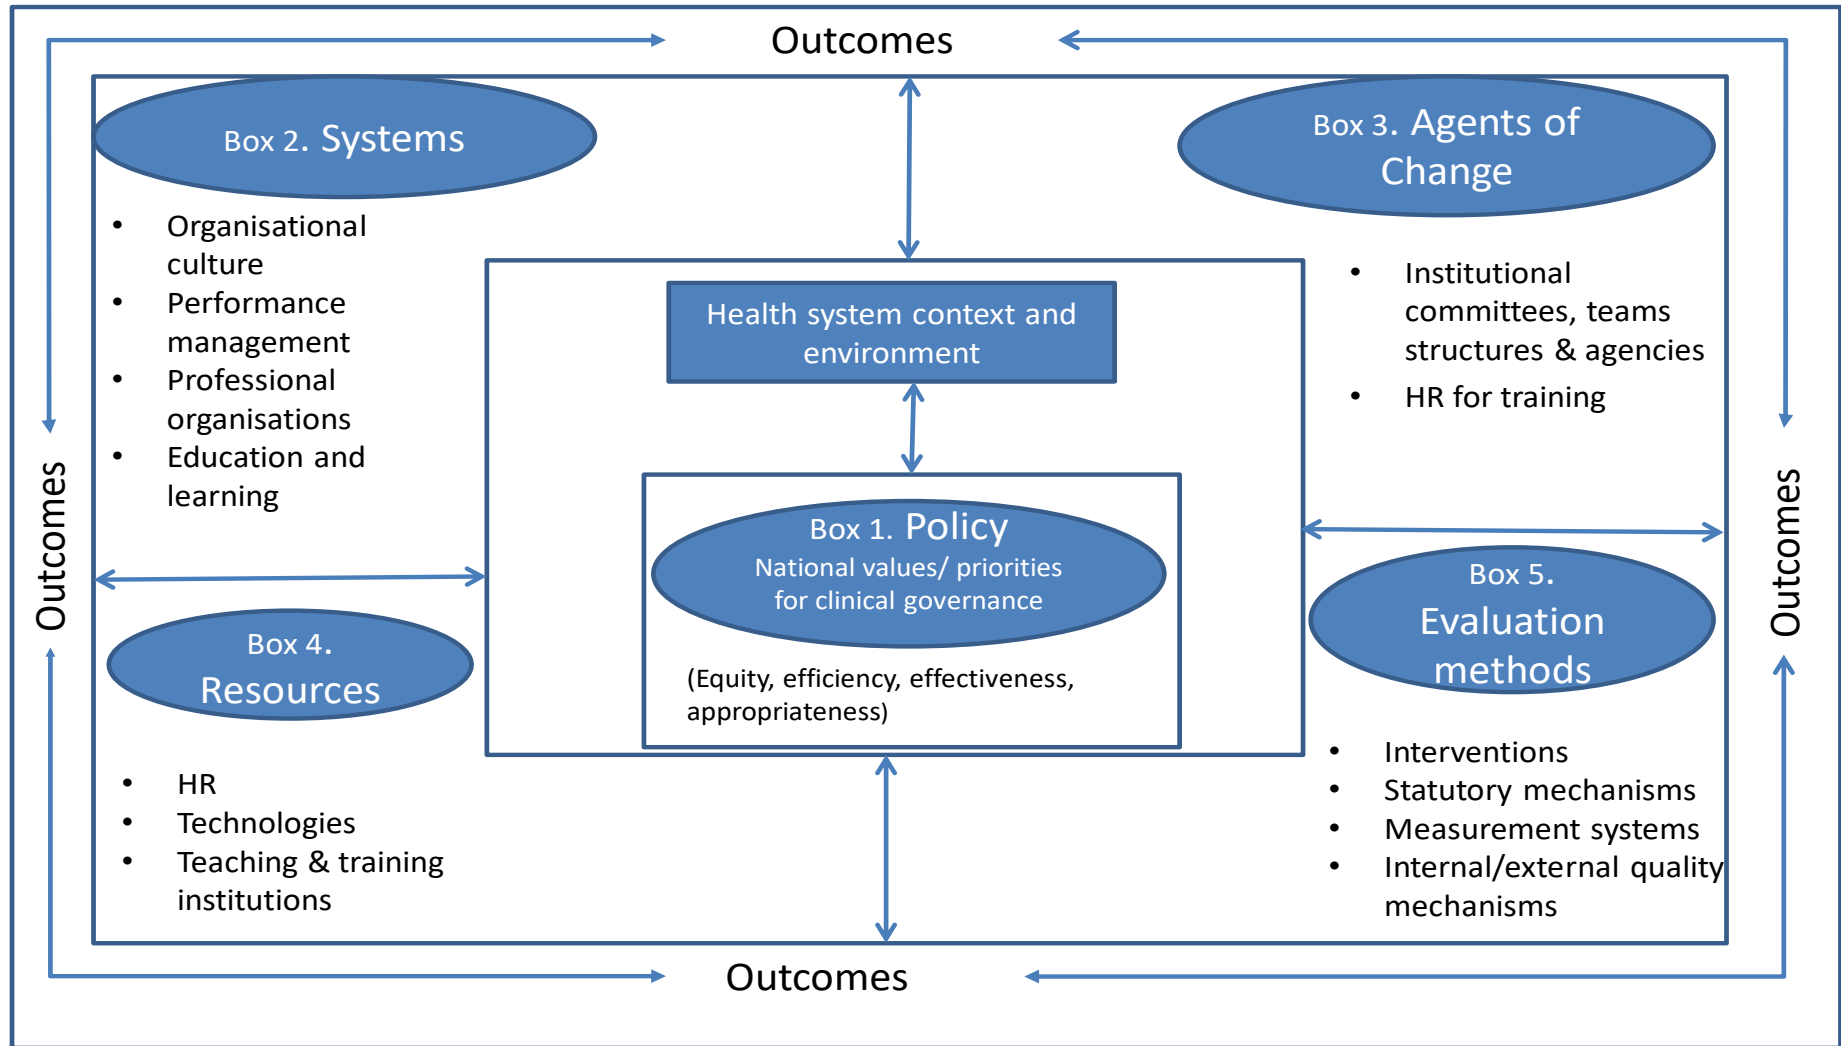 Outcomes
Box 2. Systems
• Organisational
culture
• Performance
management
• Professional
organisations
• Education and
learning
Box 3. Agents of
Change
• Institutional
committees, teams
structures & agencies
• HR for training
Health system context and
environment
Box 1. Policy
National values/ priorities
for clinical governance
(Equity, efficiency, effectiveness,
appropriateness)
Outcomes
Outcomes
Box 4.
Resources
• HR
• Technologies
• Teaching & training
institutions
Box 5.
Evaluation
methods
• Interventions
• Statutory mechanisms
• Measurement systems
• Internal/external quality
mechanisms
Outcomes